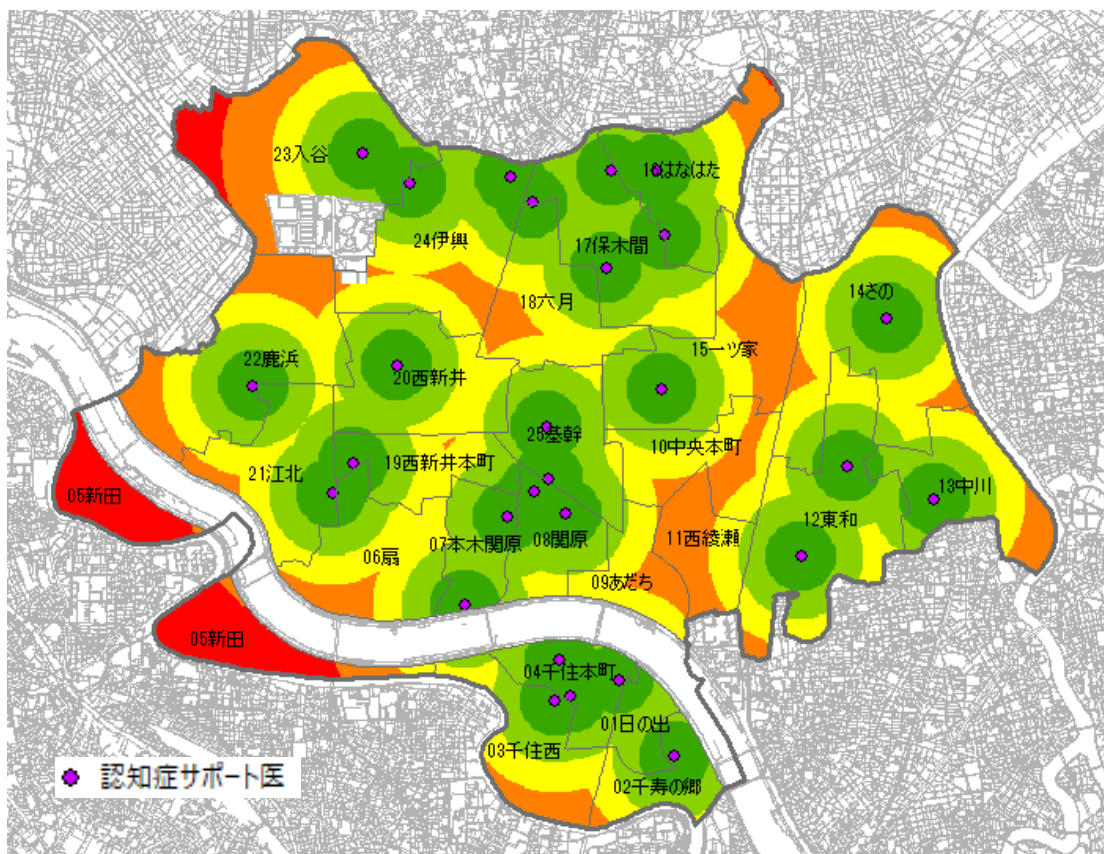 23入谷
16はなはた
24伊興
17保木間
18六月
14さの
15一ツ家
22鹿浜
20西新井
25基幹
10中央本町
19西新井本町
21江北
13中川
05新田
12東和
07本木関原
08関原
11西綾瀬
06扇
09あだち
05新田
04千住本町
01日の出
03千住西
02千寿の郷
認知症サポート医